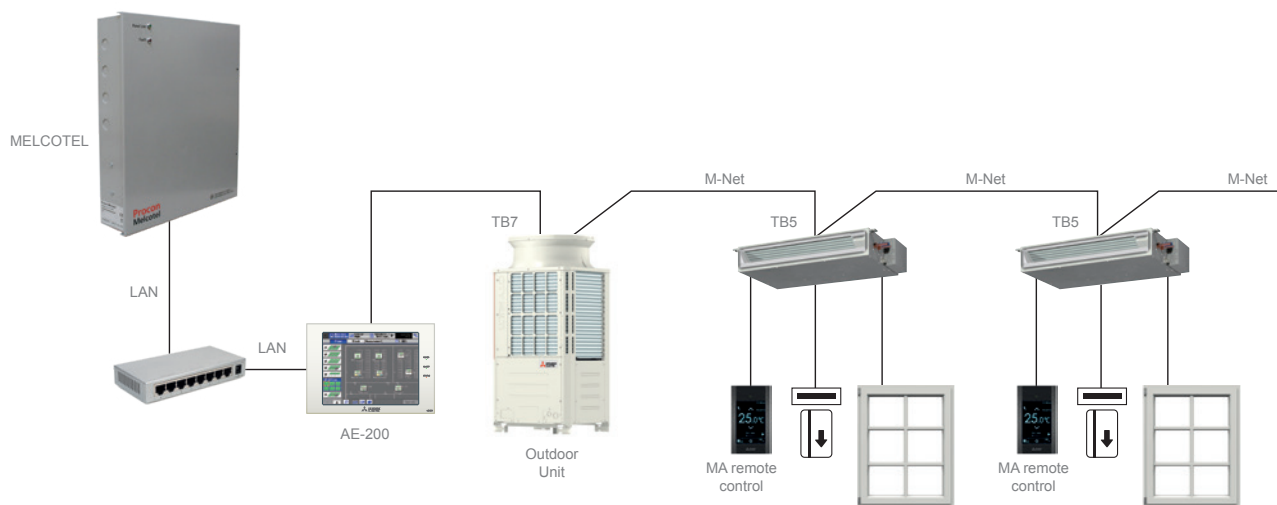 MELCOTEL
Procon
Melcotel
LAN
LAN
AE-200
TB7
Outdoor
Unit
M-Net
TB5
M-Net
TB5
M-Net
25.0°C
MA remote
control
25.0°C
MA remote
control